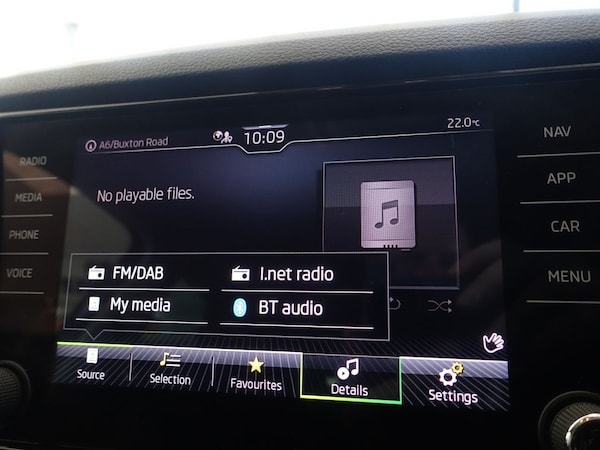 A6/Buxton Road
10:09
22.0°C
RADIO
MEDIA
PHONE
VOICE
NAV
APP
CAR
MENU
No playable files.
FM/DAB
I.net radio
My media
BT audio
Source
Selection
Favourites
Details
Settings